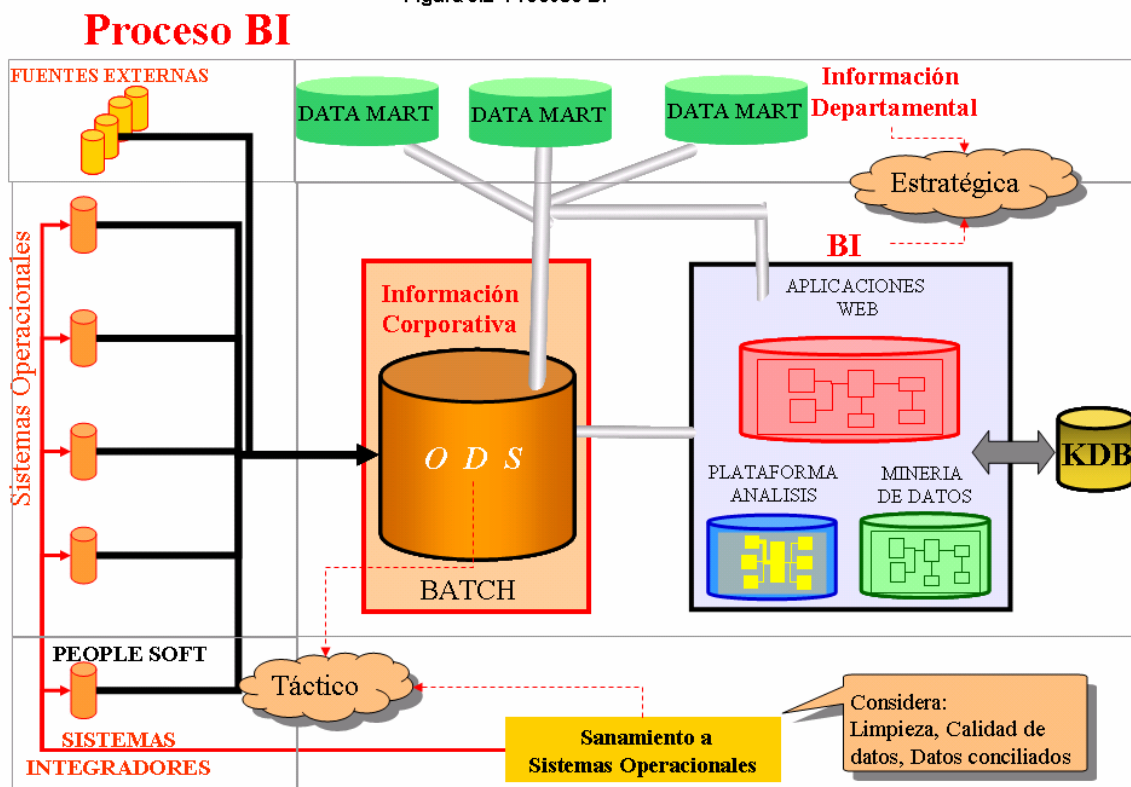 Proceso BI
FUENTES EXTERNAS
DATA MART
DATA MART
DATA MART
Información
Departamental
Estratégica
Sistemas Operacionales
BI
Información
Corporativa
O D S
BATCH
APLICACIONES
WEB
PLATAFORMA
ANALISIS
MINERIA
DE DATOS
KDB
PEOPLE SOFT
Táctico
SISTEMAS
INTEGRADORES
Sanamiento a
Sistemas Operacionales
Considera:
Limpieza, Calidad de
datos, Datos conciliados